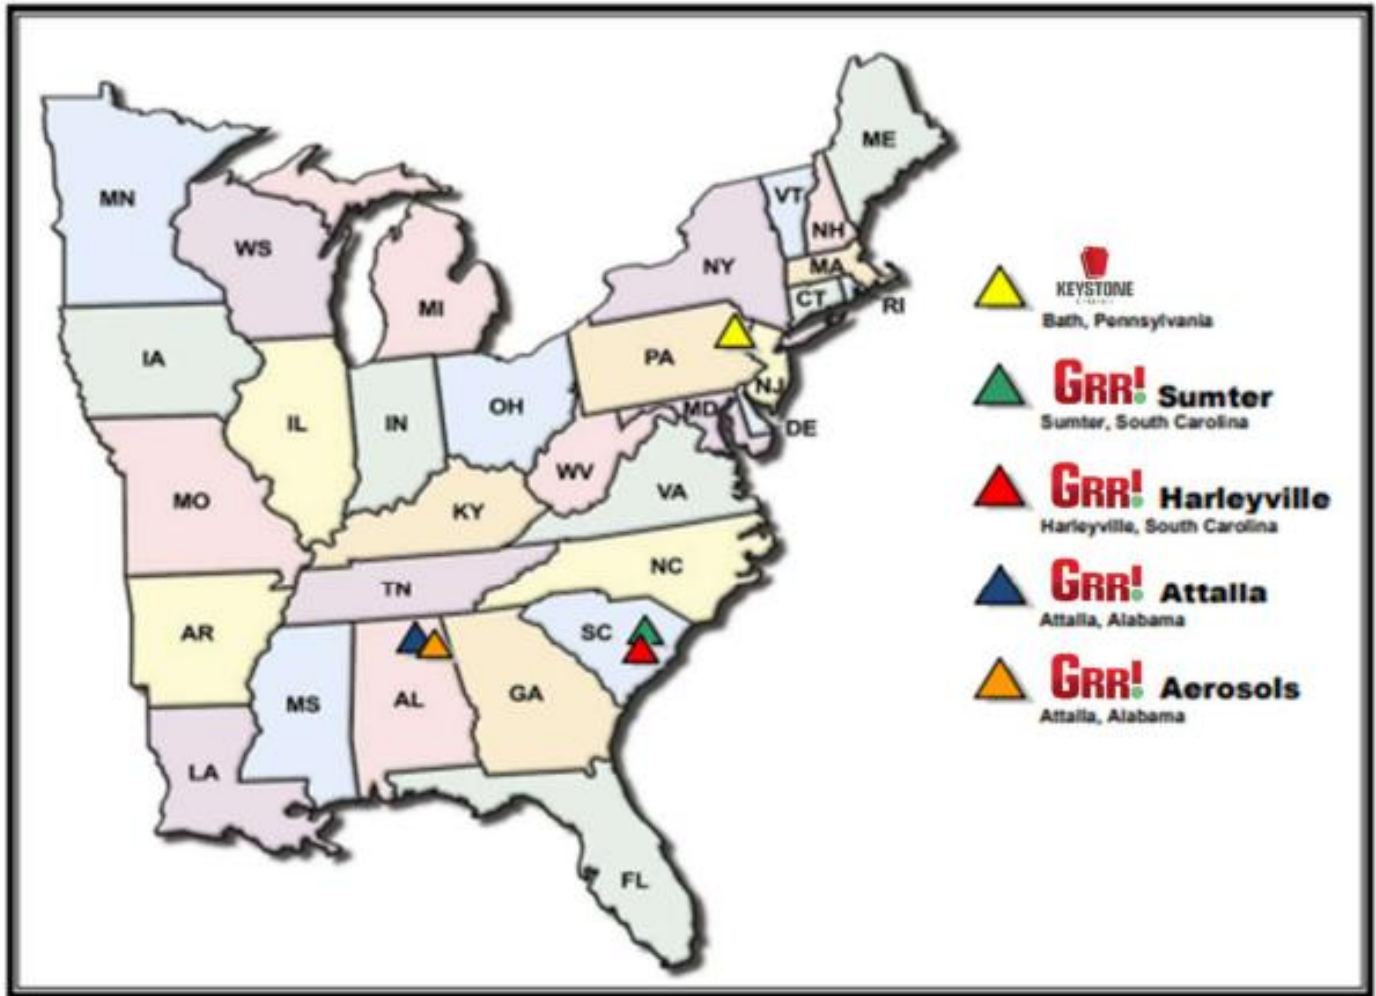 ME
MN
VT
NH
WS
NY
MA
CT
RI
MI
IA
PA
NJ
OH
IL
IN
MD
DE
WV
MO
VA
KY
NC
TN
AR
SC
MS
AL
GA
LA
FL
KEYSTONE
Bath, Pennsylvania
GRR! Sumter
Sumter, South Carolina
GRR! Harleyville
Harleyville, South Carolina
GRR! Attalla
Attalla, Alabama
GRR! Aerosols
Attalla, Alabama